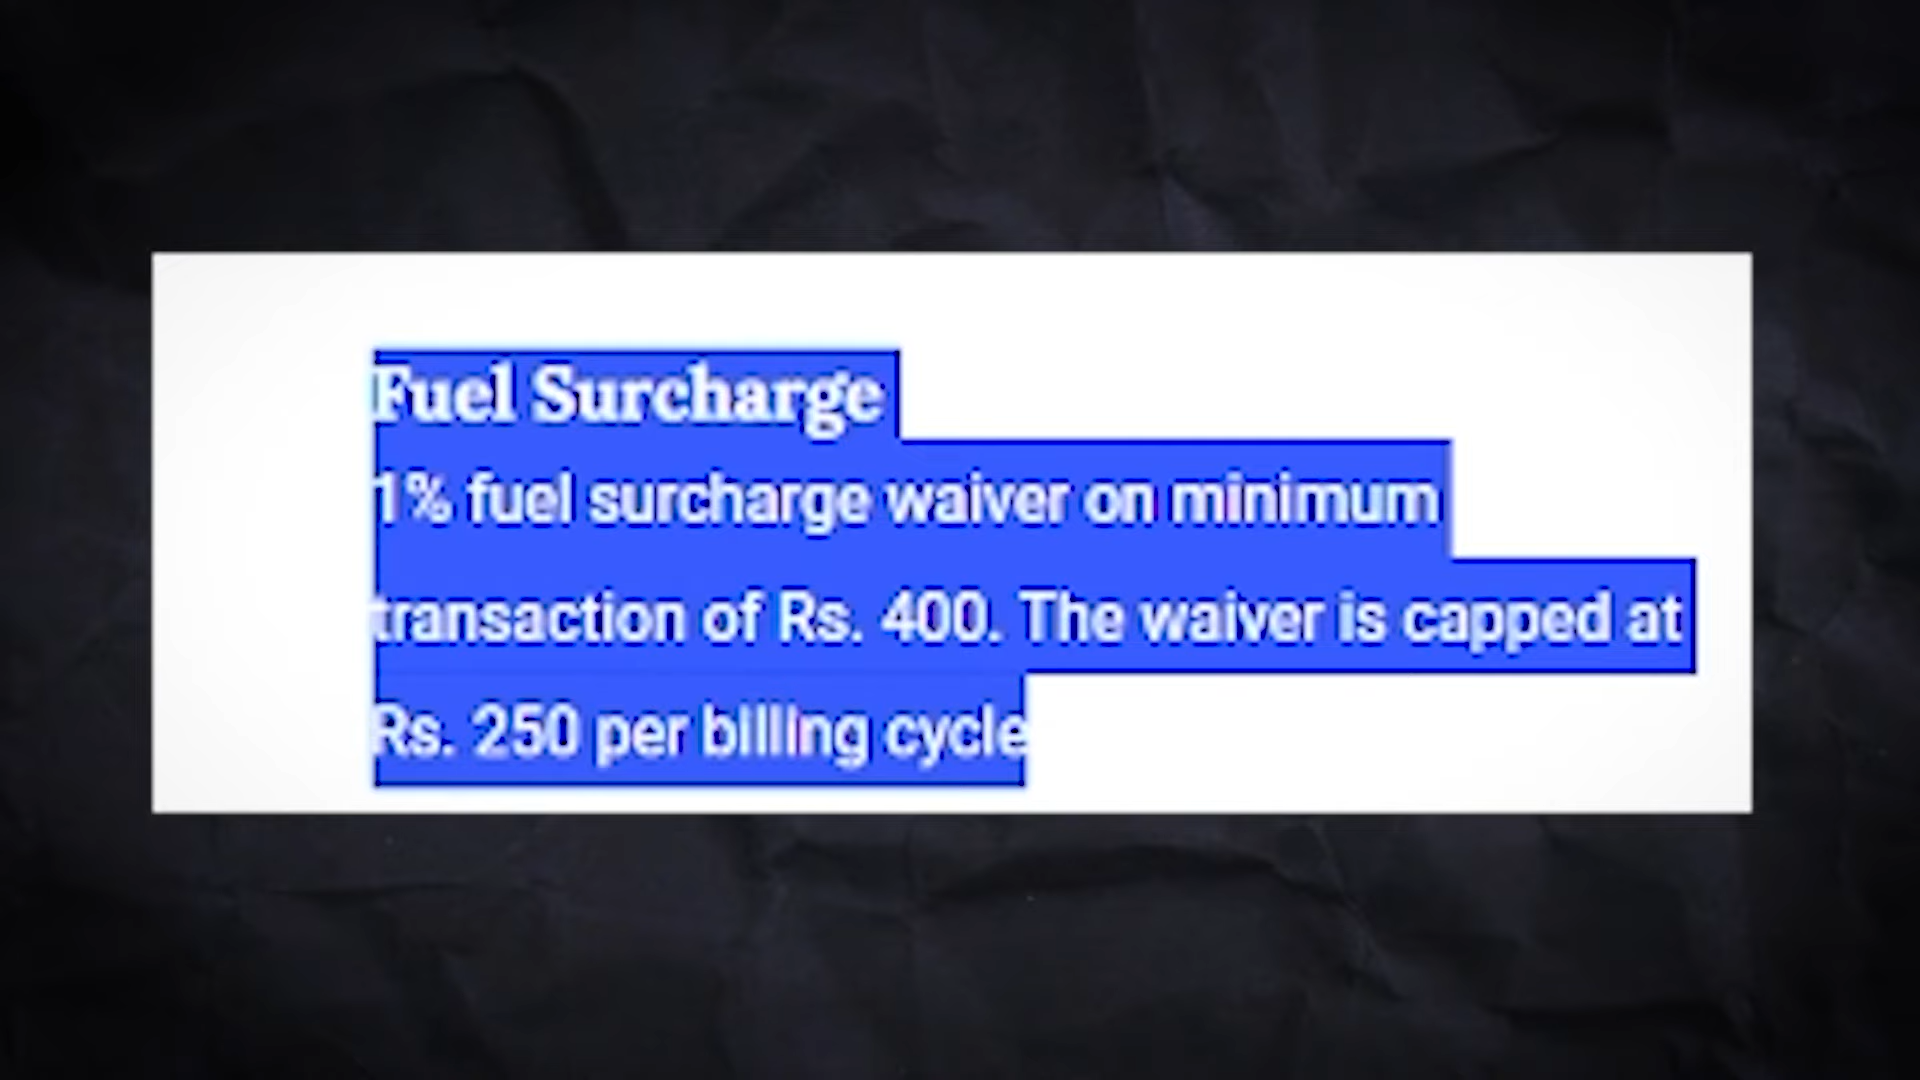 Fuel Surcharge
1% fuel surcharge waiver on minimum
transaction of Rs. 400. The waiver is capped at
Rs. 250 per billing cycle